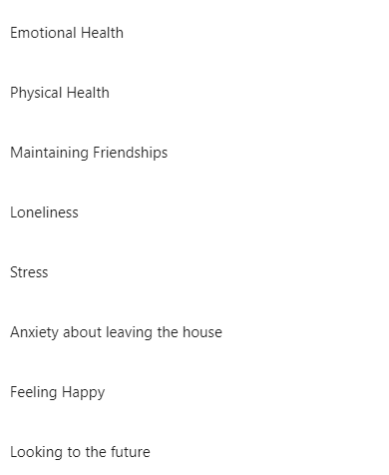 Emotional Health
Physical Health
Maintaining Friendships
Loneliness
Stress
Anxiety about leaving the house
Feeling Happy
Looking to the future